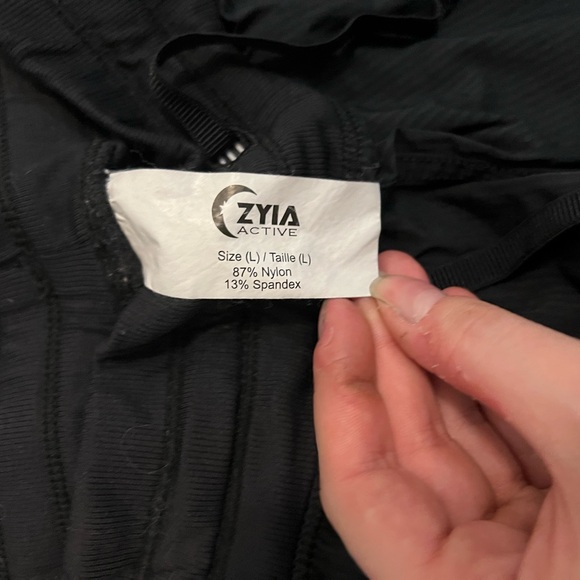 ZYIA
ACTIVE
Size (L) / Taille (L)
87% Nylon
13% Spandex